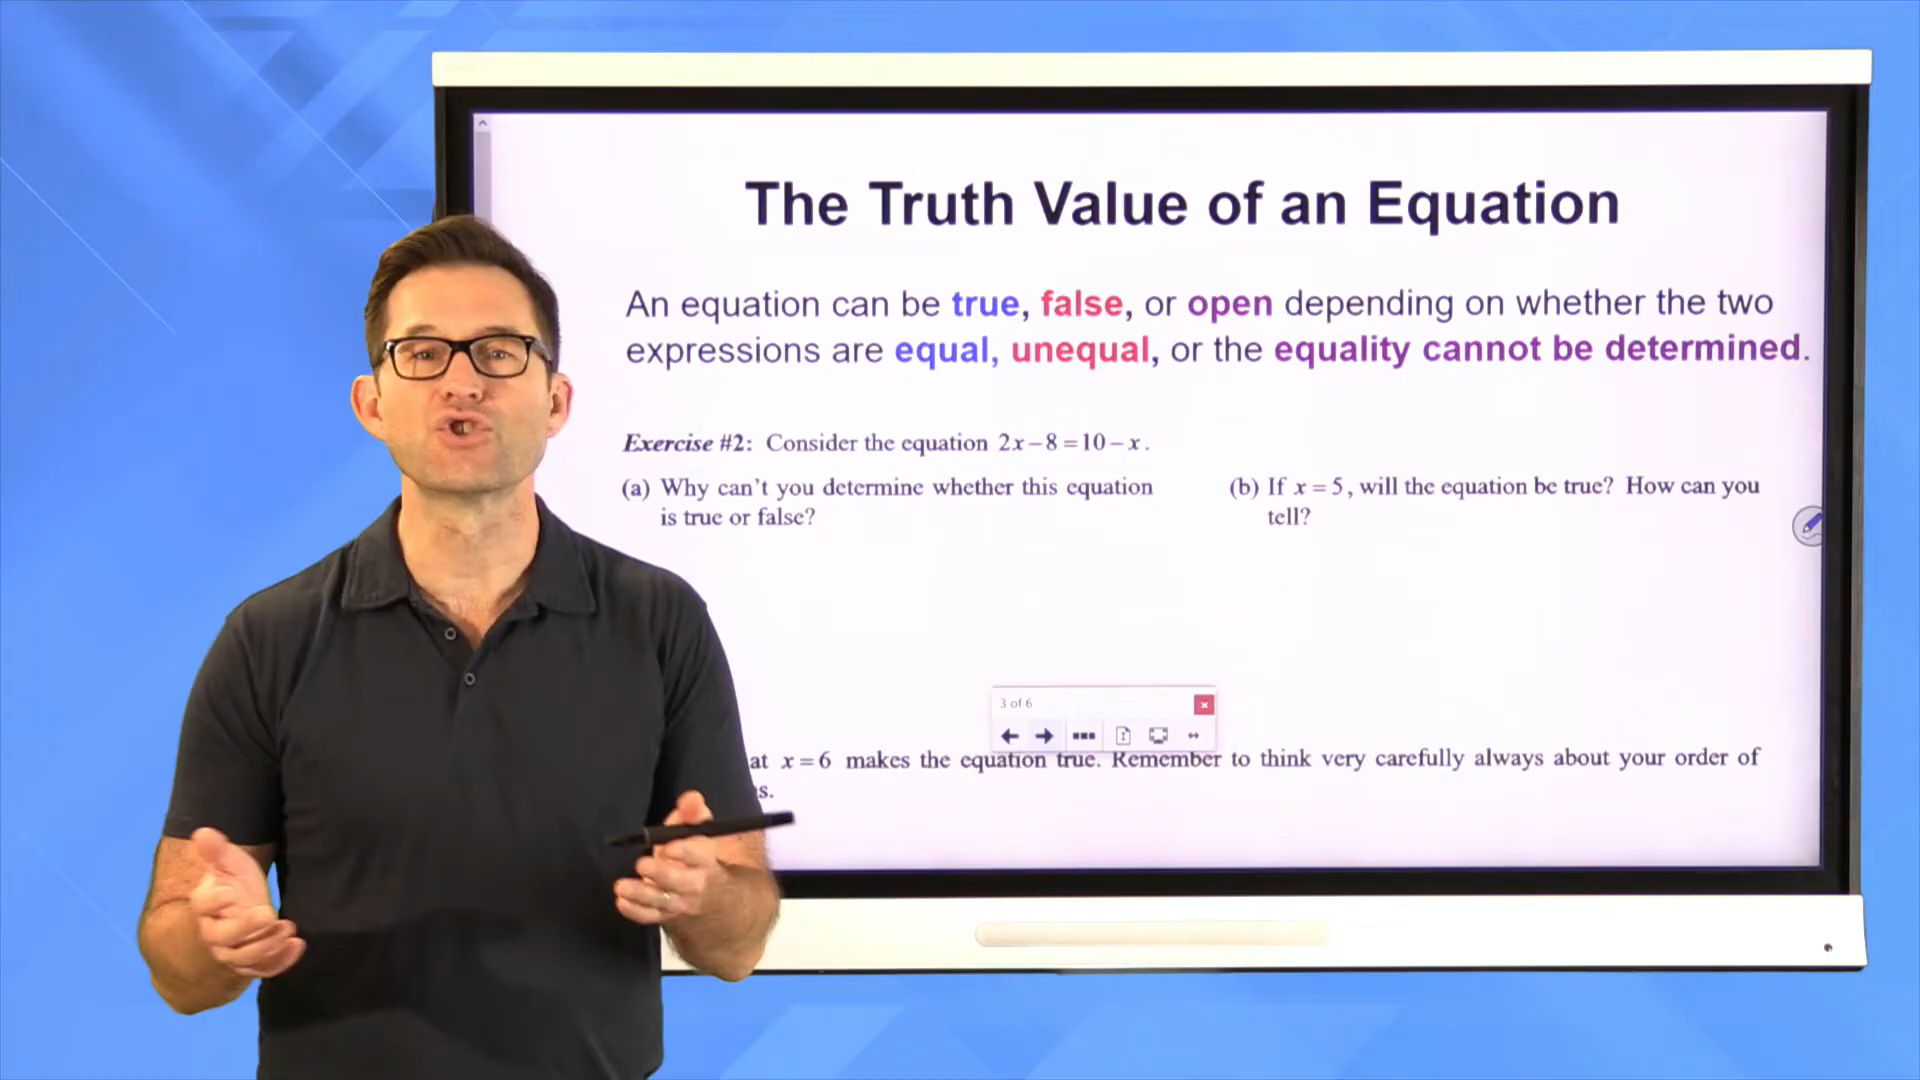 The Truth Value of an Equation
An equation can be true, false, or open depending on whether the two
expressions are equal, unequal, or the equality cannot be determined.
Exercise #2: Consider the equation 2x−8=10−x.
(a) Why can't you determine whether this equation
is true or false?
(b) If x=5, will the equation be true? How can you
tell?
3 of 6
at x=6 makes the equation true. Remember to think very carefully always about your order of
s.